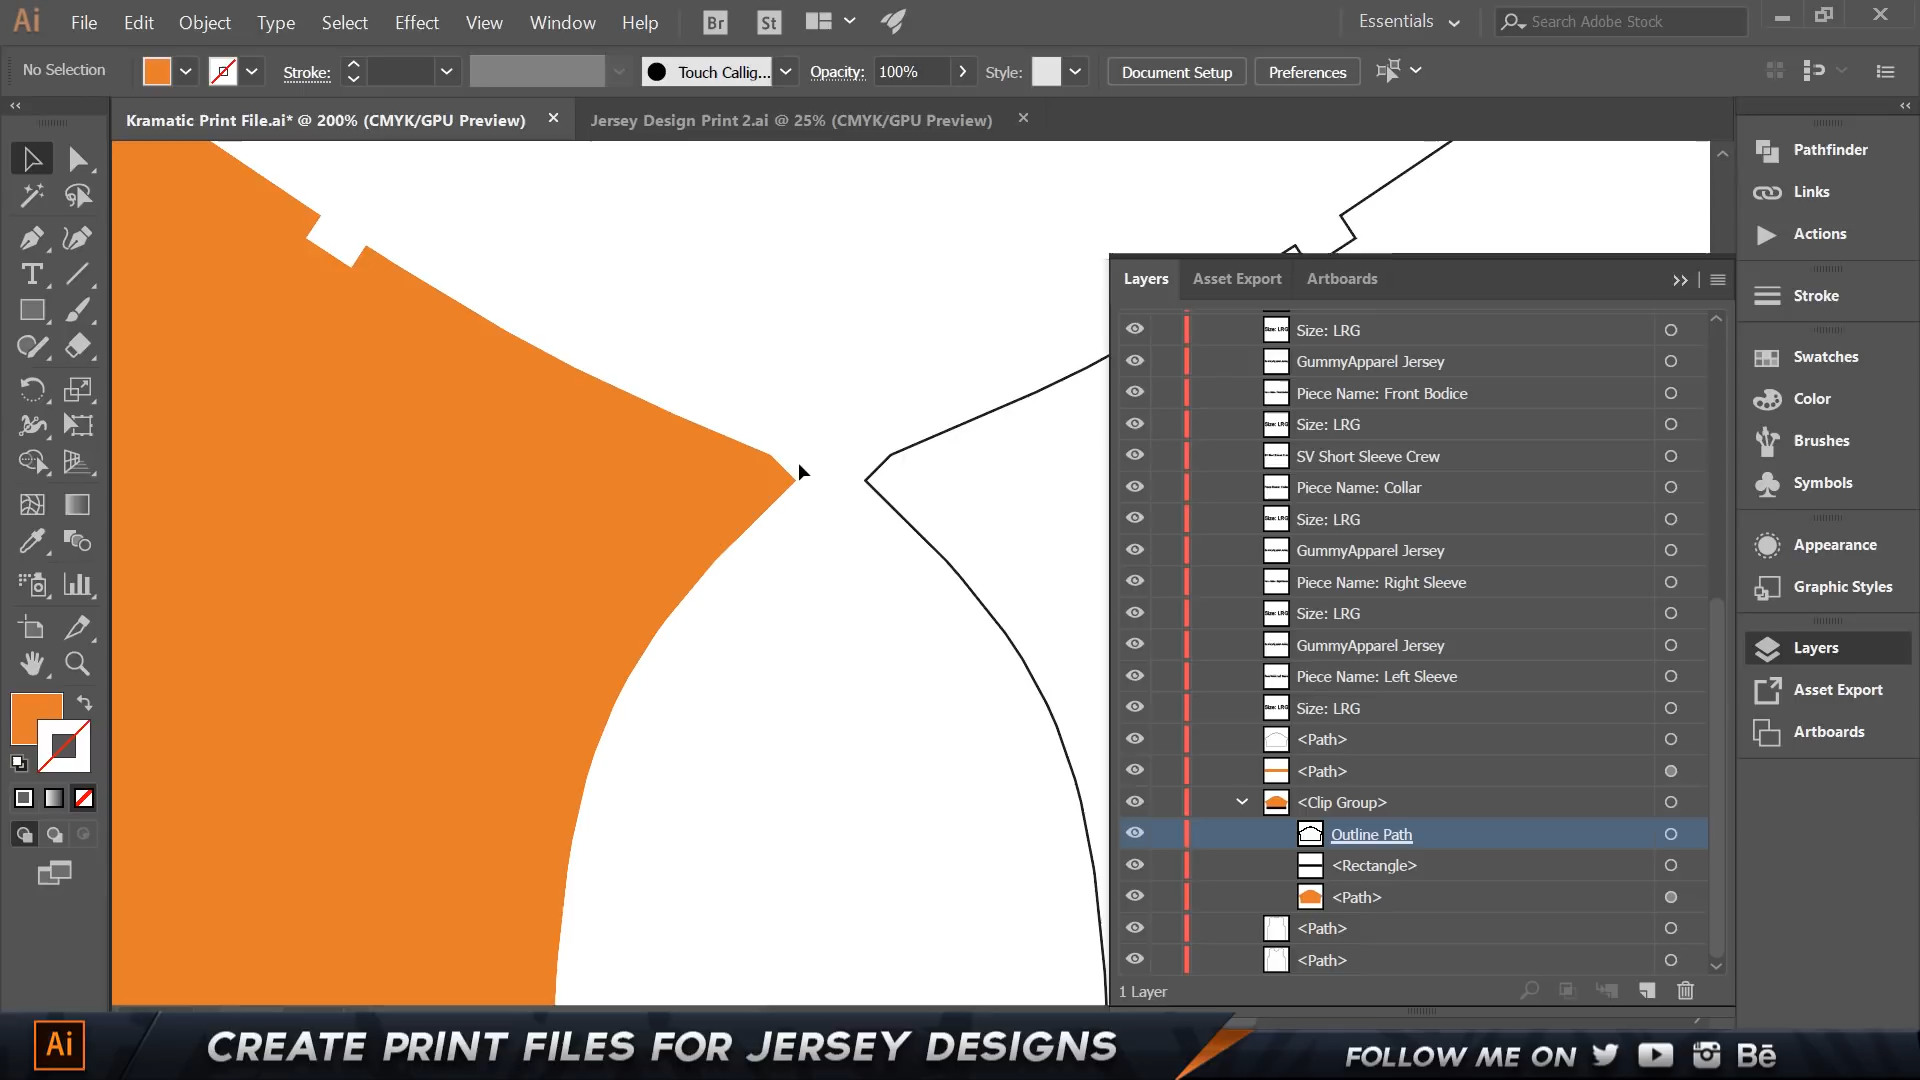 Ai File Edit Object Type Select Effect View Window Help Br St Essentials Search Adobe Stock
No Selection Stroke: Touch Callig... Opacity: 100% Style: Document Setup Preferences
Kramatic Print File.ai* @ 200% (CMYK/GPU Preview) Jersey Design Print 2.ai @ 25% (CMYK/GPU Preview)
Pathfinder
Links
Actions
Stroke
Swatches
Color
Brushes
Symbols
Appearance
Graphic Styles
Layers
Asset Export
Artboards
Layers Asset Export Artboards
Size: LRG
GummyApparel Jersey
Piece Name: Front Bodice
Size: LRG
SV Short Sleeve Crew
Piece Name: Collar
Size: LRG
GummyApparel Jersey
Piece Name: Right Sleeve
Size: LRG
GummyApparel Jersey
Piece Name: Left Sleeve
Size: LRG
<Path>
<Path>
<Clip Group>
Outline Path
<Rectangle>
<Path>
<Path>
<Path>
1 Layer
Ai CREATE PRINT FILES FOR JERSEY DESIGNS FOLLOW ME ON Bē